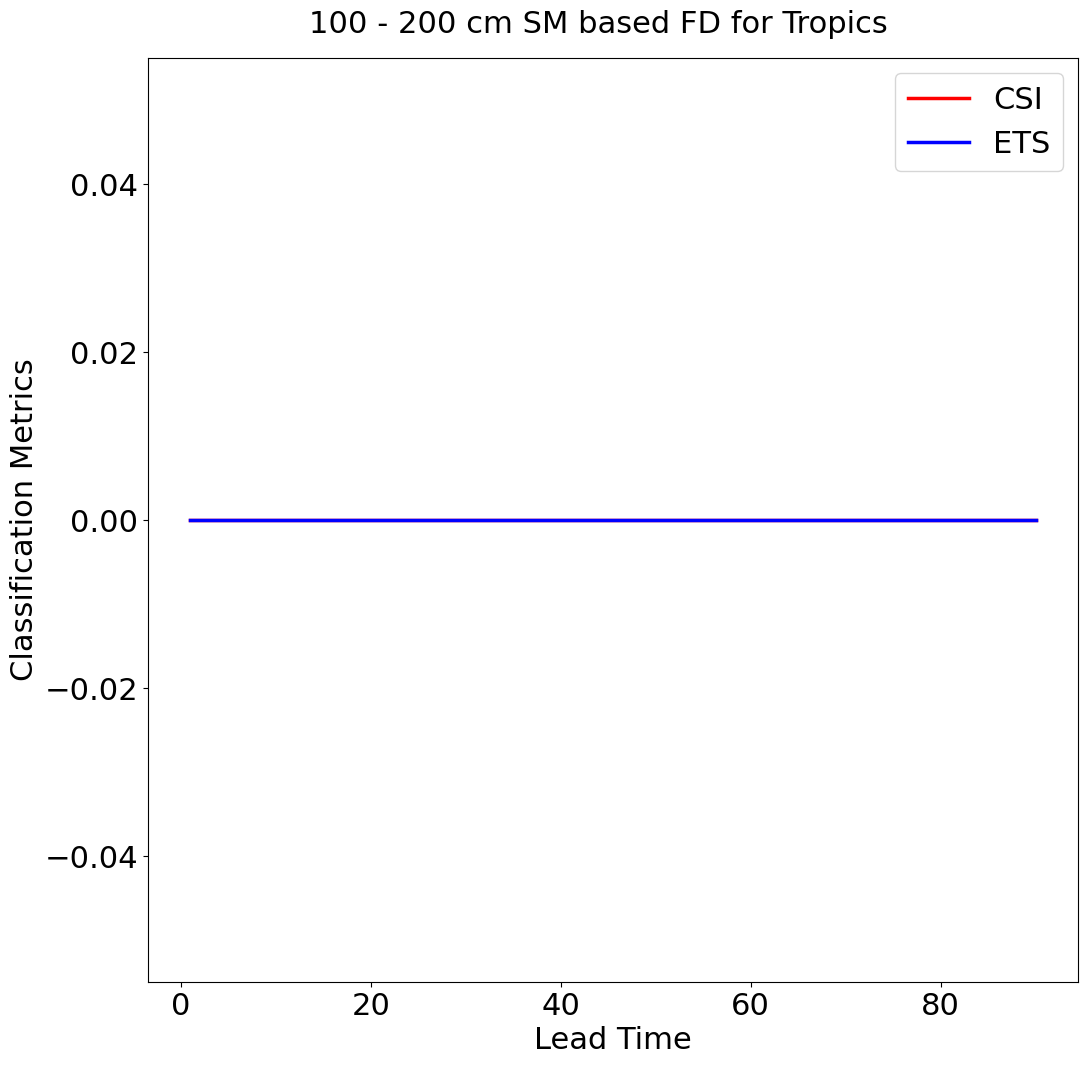 100 - 200 cm SM based FD for Tropics
CSI
ETS
Classification Metrics
0.04
0.02
0.00
−0.02
−0.04
0 20 40 60 80
Lead Time